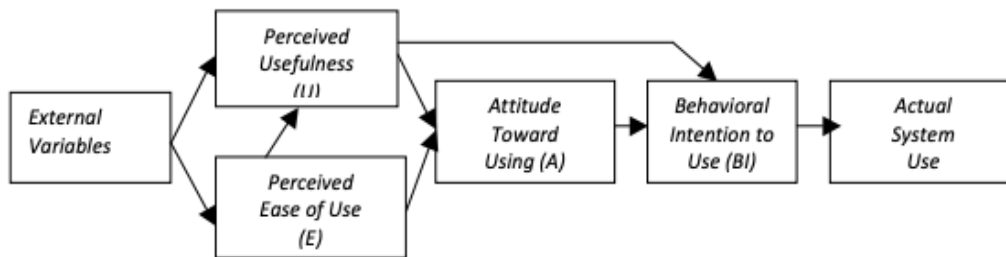 External
Variables
Perceived
Usefulness
(U)
Perceived
Ease of Use
(E)
Attitude
Toward
Using (A)
Behavioral
Intention to
Use (BI)
Actual
System
Use